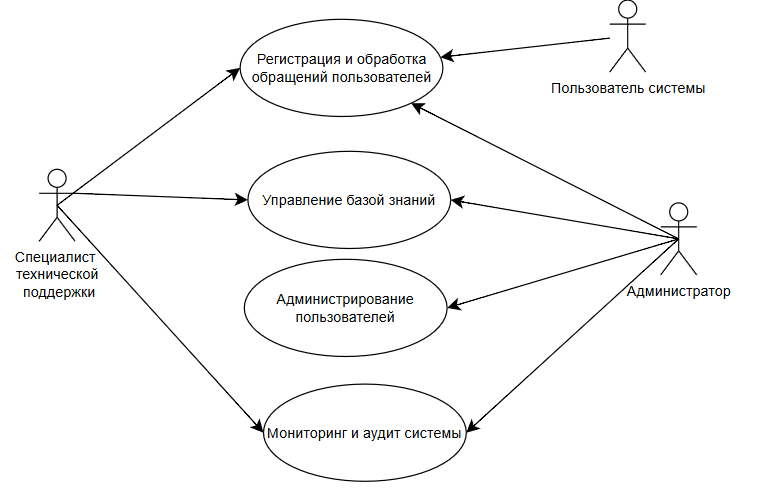 Регистрация и обработка
обращений пользователей
Пользователь системы
Управление базой знаний
Специалист
технической
поддержки
Администрирование
пользователей
Администратор
Мониторинг и аудит системы